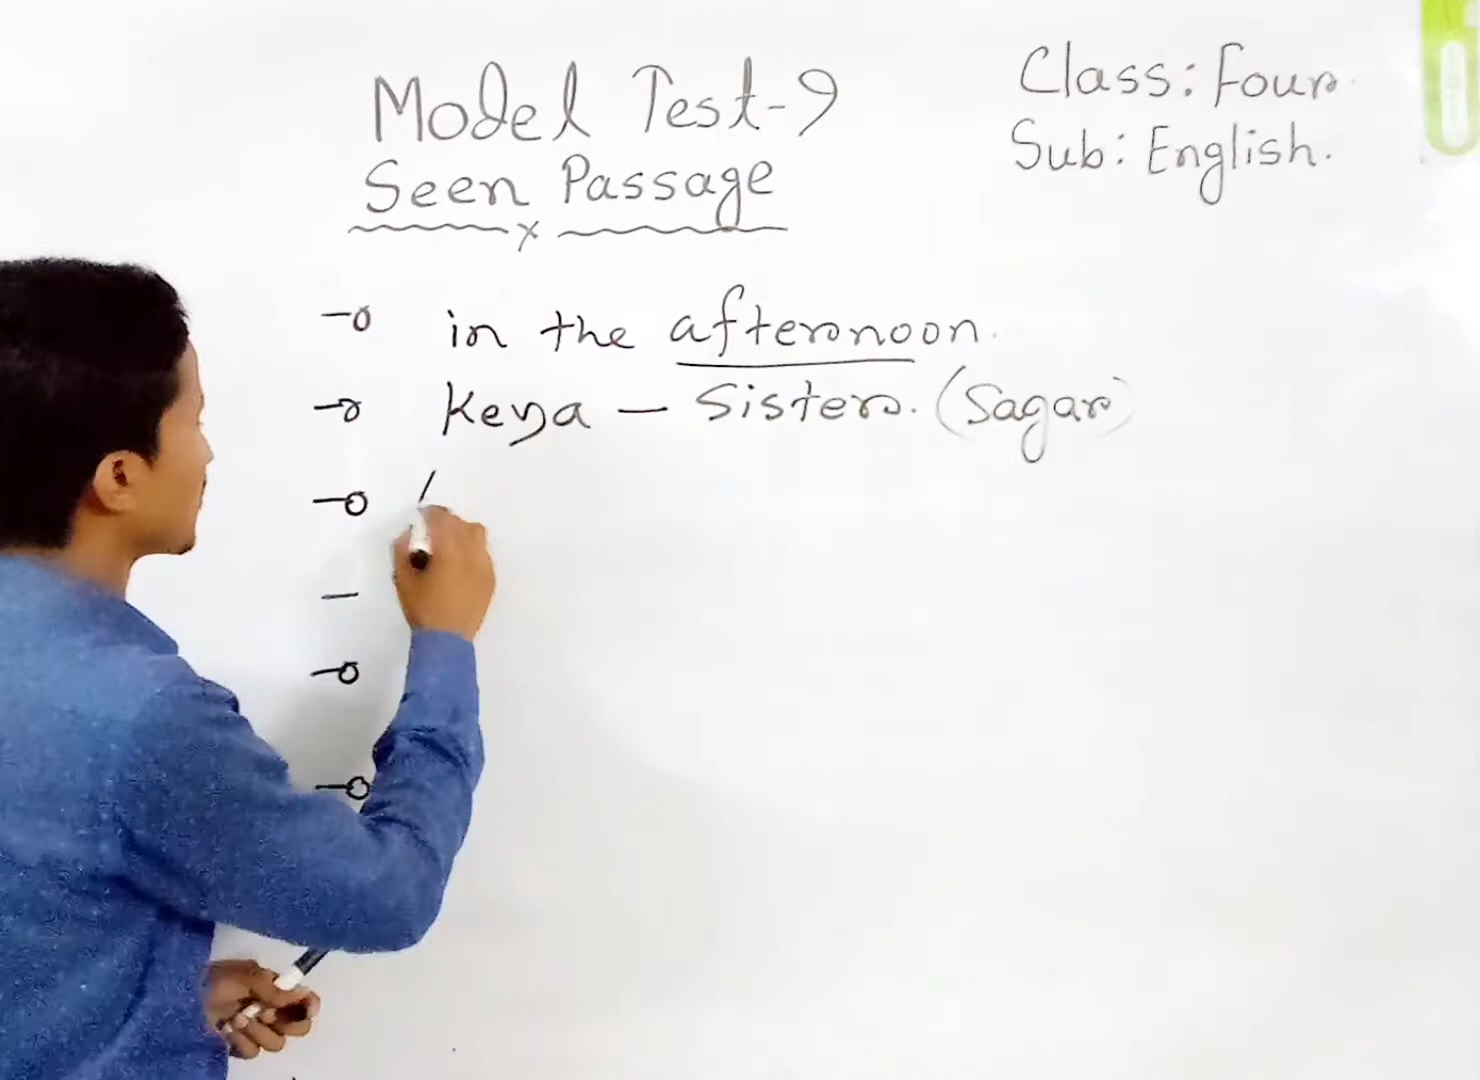 Model Test-9
Seen Passage
Class: Four
Sub: English.
in the afternoon.
Keya - Sister. (Sagar)